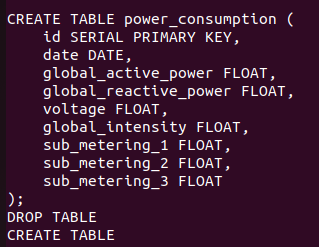 CREATE TABLE power_consumption (
    id SERIAL PRIMARY KEY,
    date DATE,
    global_active_power FLOAT,
    global_reactive_power FLOAT,
    voltage FLOAT,
    global_intensity FLOAT,
    sub_metering_1 FLOAT,
    sub_metering_2 FLOAT,
    sub_metering_3 FLOAT
);
DROP TABLE
CREATE TABLE